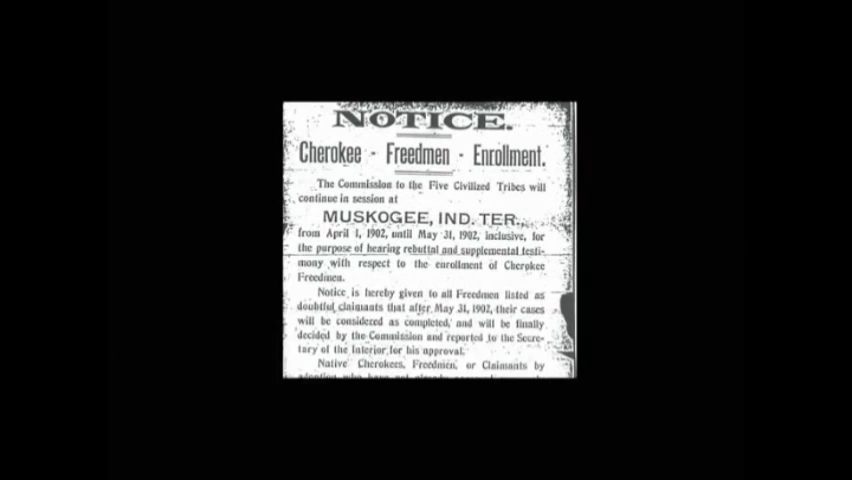 NOTICE.
Cherokee - Freedmen - Enrollment.
The Commission to the Five Civilized Tribes will
continue in session at
MUSKOGEE, IND. TER.,
from April 1, 1902, until May 31, 1902, inclusive, for
the purpose of hearing rebuttal and supplemental testi-
mony with respect to the enrollment of Cherokee
Freedmen.
Notice is hereby given to all Freedmen listed as
doubtful claimants that after May 31, 1902, their cases
will be considered as completed, and will be finally
decided by the Commission and reported to the Secre-
tary of the Interior for his approval.
Native Cherokees, Freedmen, or Claimants by
adoption who have not already